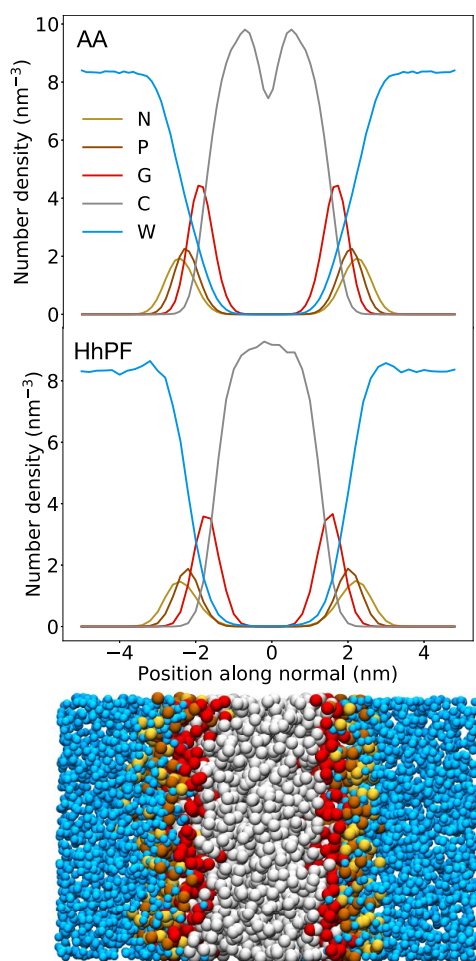 AA
Number density (nm⁻³)
10
8
6
4
2
0
N
P
G
C
W
HhPF
Number density (nm⁻³)
8
6
4
2
0
−4
−2
0
2
4
Position along normal (nm)